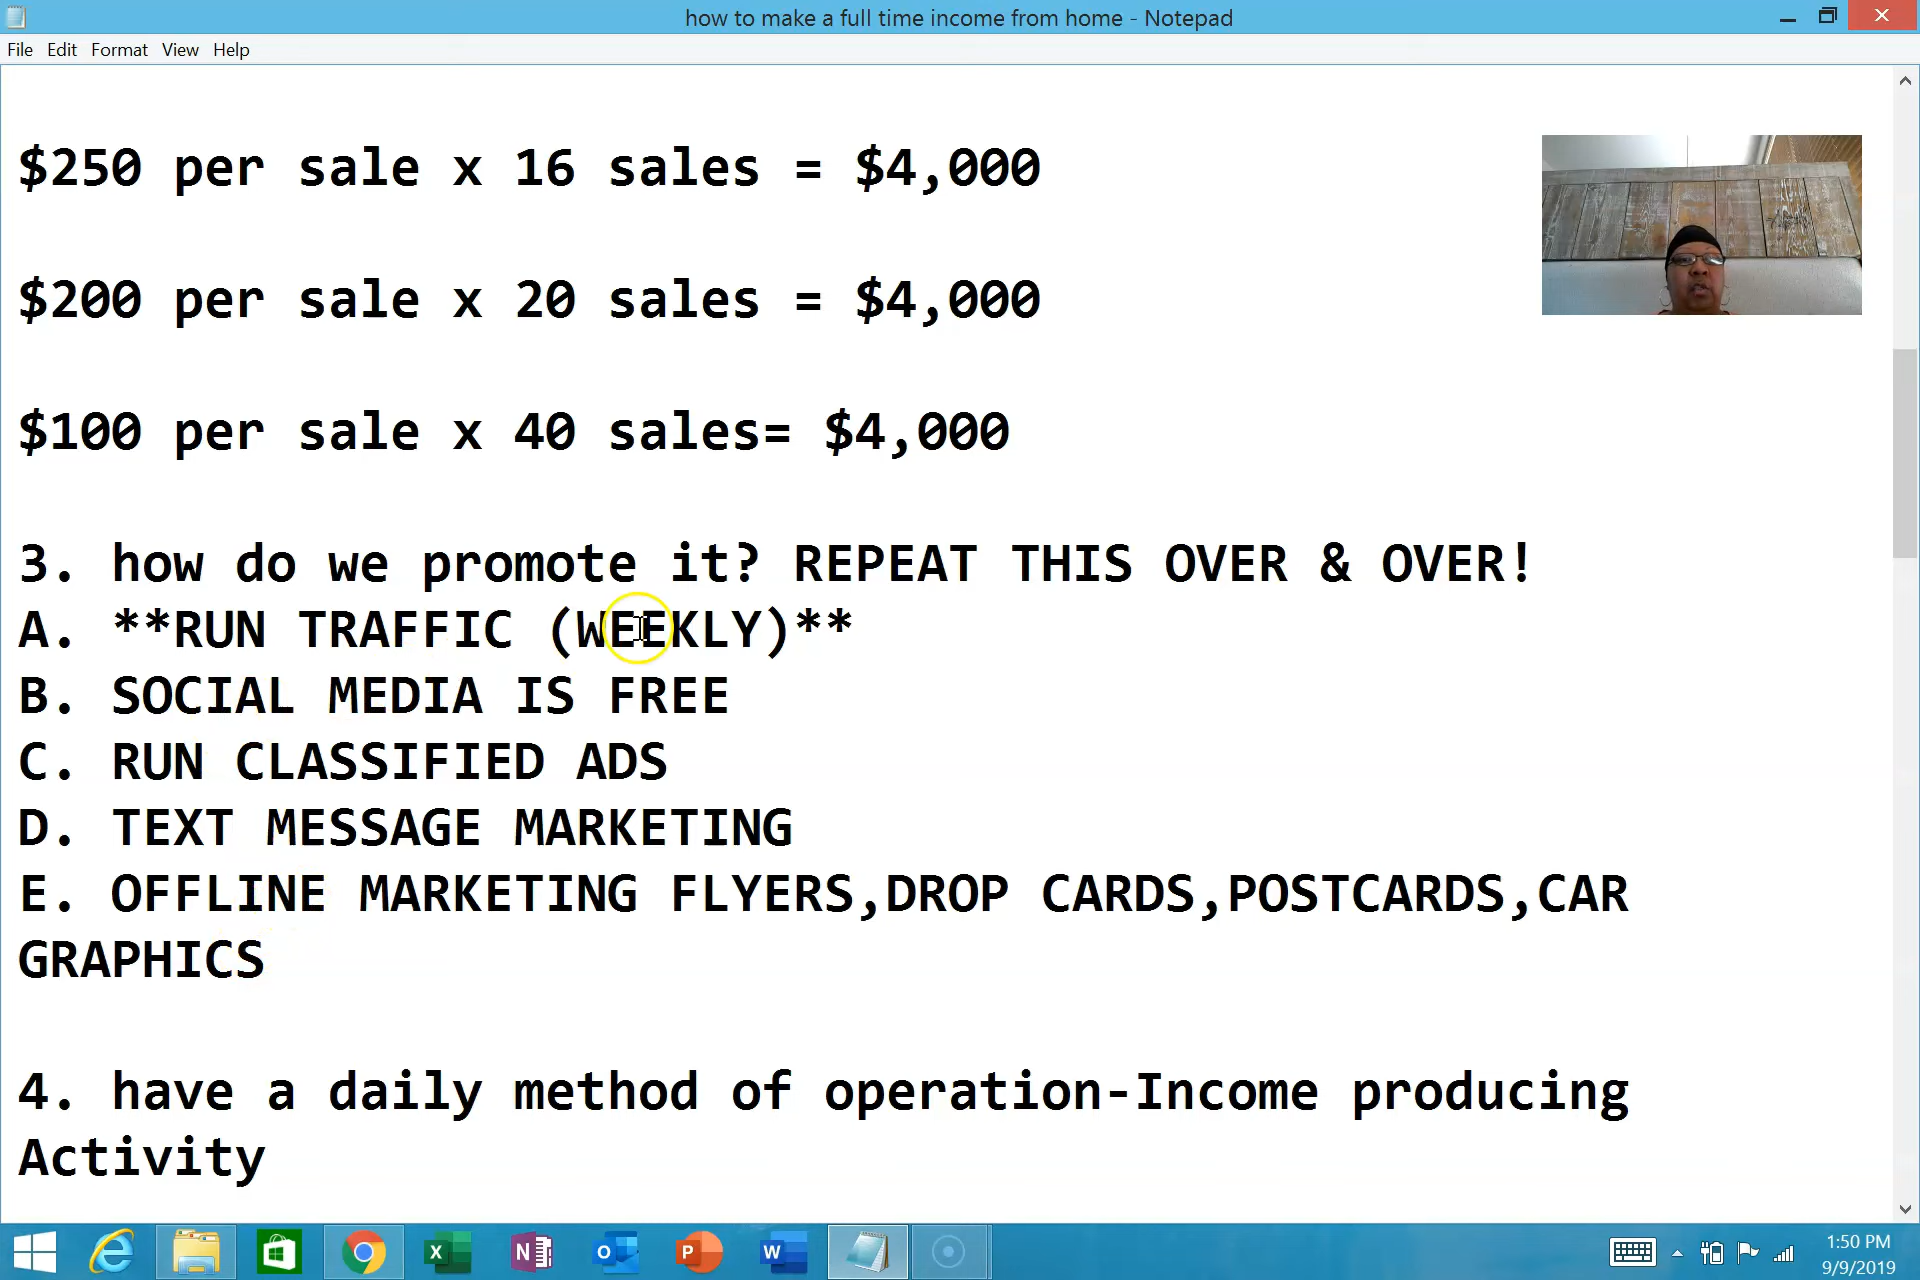 how to make a full time income from home - Notepad
File Edit Format View Help
$250 per sale x 16 sales = $4,000
$200 per sale x 20 sales = $4,000
$100 per sale x 40 sales= $4,000
3. how do we promote it? REPEAT THIS OVER & OVER!
A. **RUN TRAFFIC (WEEKLY)**
B. SOCIAL MEDIA IS FREE
C. RUN CLASSIFIED ADS
D. TEXT MESSAGE MARKETING
E. OFFLINE MARKETING FLYERS,DROP CARDS,POSTCARDS,CAR
GRAPHICS
4. have a daily method of operation-Income producing
Activity
1:50 PM
9/9/2019